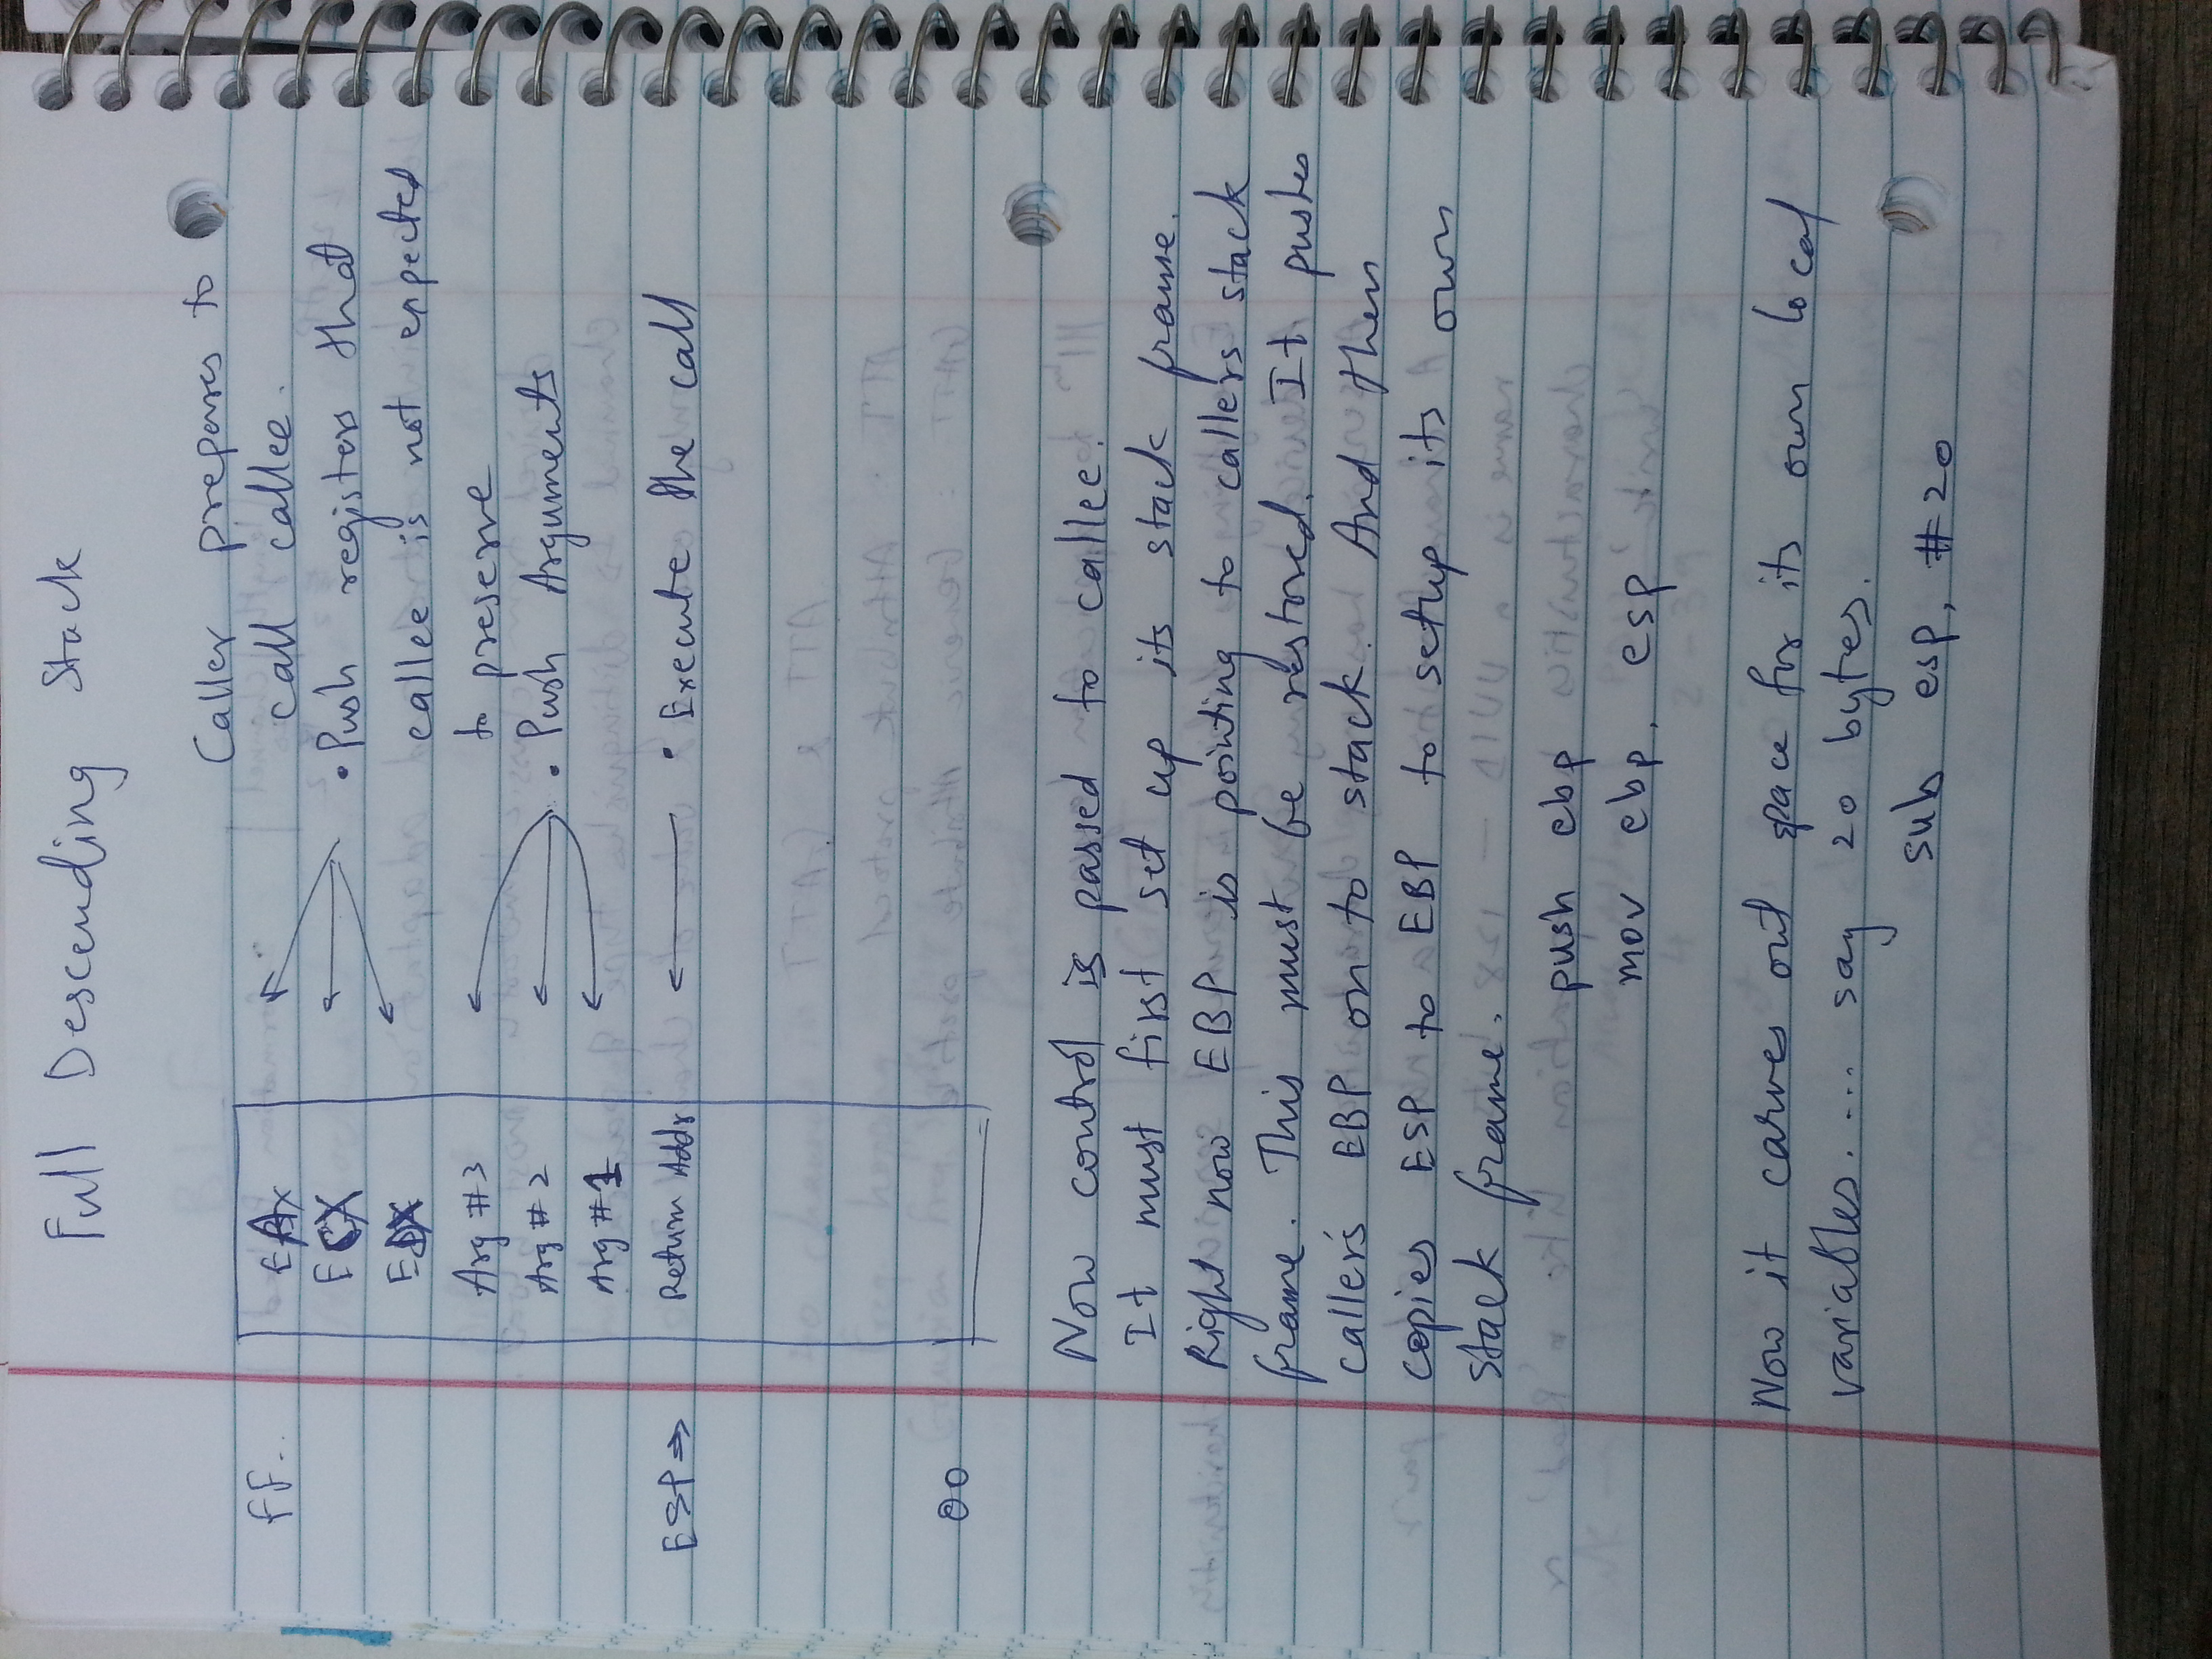 Full Descending Stack
Caller prepares to
FF.. EAX call callee.
ECX • Push registers that
EDX callee is not expected
Arg #3 to preserve
Arg #2 • Push Arguments
Arg #1
ESP → Return Addr • Execute the call
00
Now control is passed to callee.
It must first set up its stack frame.
Right now EBP is pointing to callers stack
frame. This must be restored. It pushes
caller's EBP on to stack. And then
copies ESP to EBP to setup its own
stack frame.
push ebp
mov ebp, esp
Now it carves out space for its own local
variables. ... say 20 bytes.
sub esp, #20